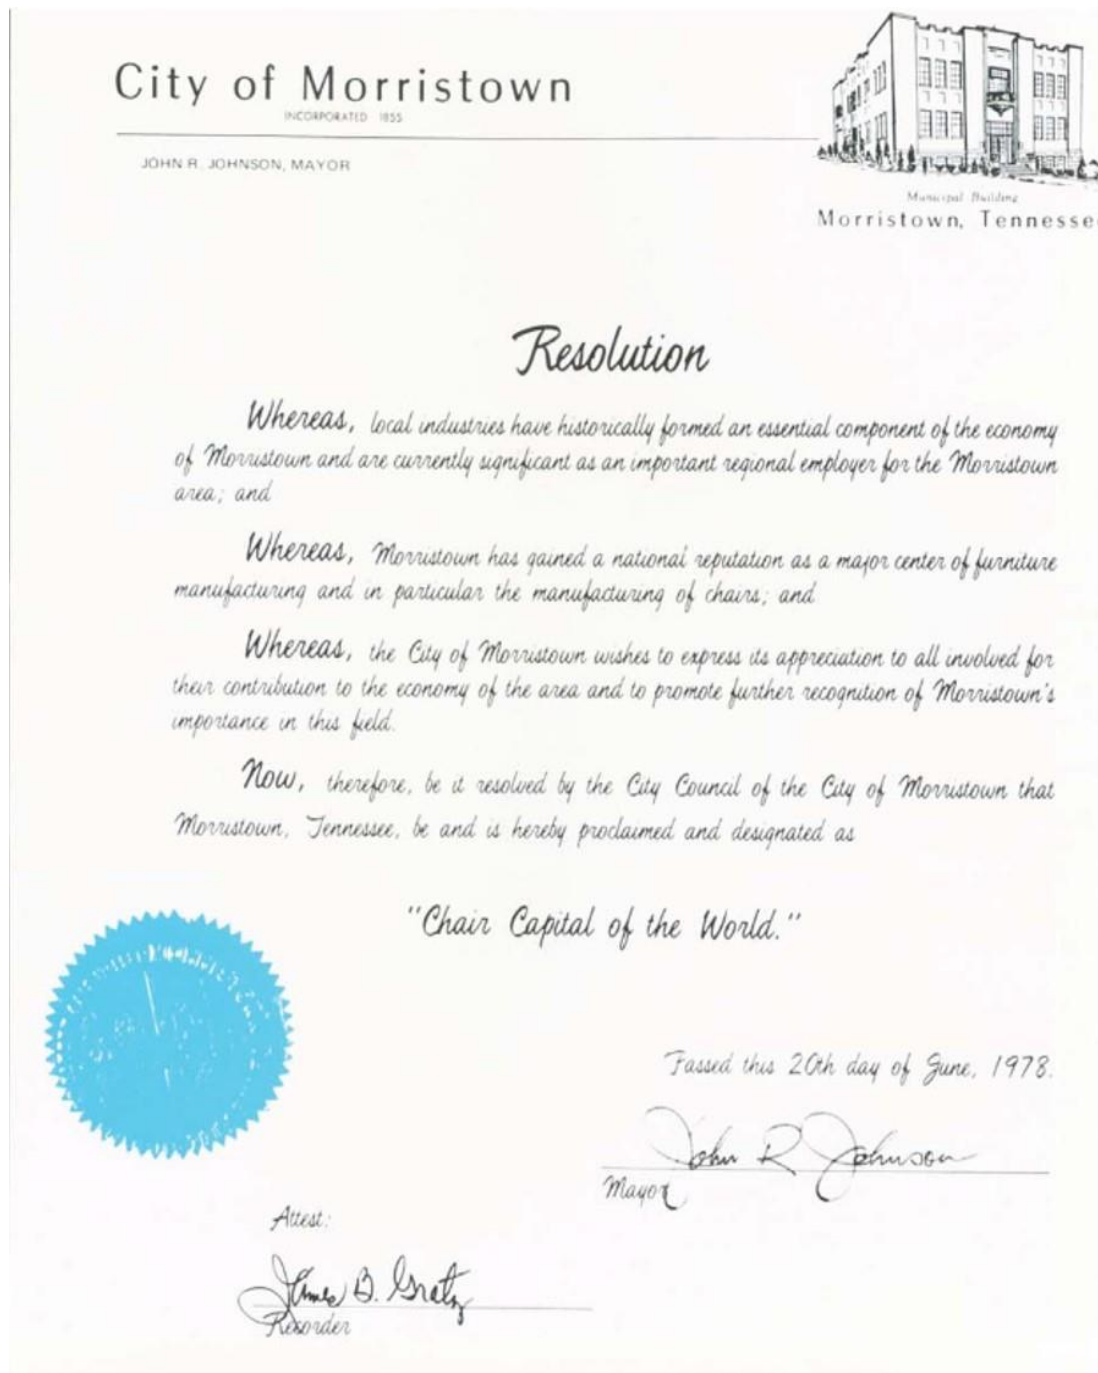 City of Morristown
INCORPORATED 1855
JOHN R. JOHNSON, MAYOR
Municipal Building
Morristown, Tennessee
Resolution
Whereas, local industries have historically formed an essential component of the economy
of Morristown and are currently significant as an important regional employer for the Morristown
area; and
Whereas, Morristown has gained a national reputation as a major center of furniture
manufacturing and in particular the manufacturing of chairs; and
Whereas, the City of Morristown wishes to express its appreciation to all involved for
their contribution to the economy of the area and to promote further recognition of Morristown's
importance in this field.
Now, therefore, be it resolved by the City Council of the City of Morristown that
Morristown, Tennessee, be and is hereby proclaimed and designated as
"Chair Capital of the World."
Passed this 20th day of June, 1978.
John R Johnson
Mayor
Attest:
James B. Gratz
Recorder